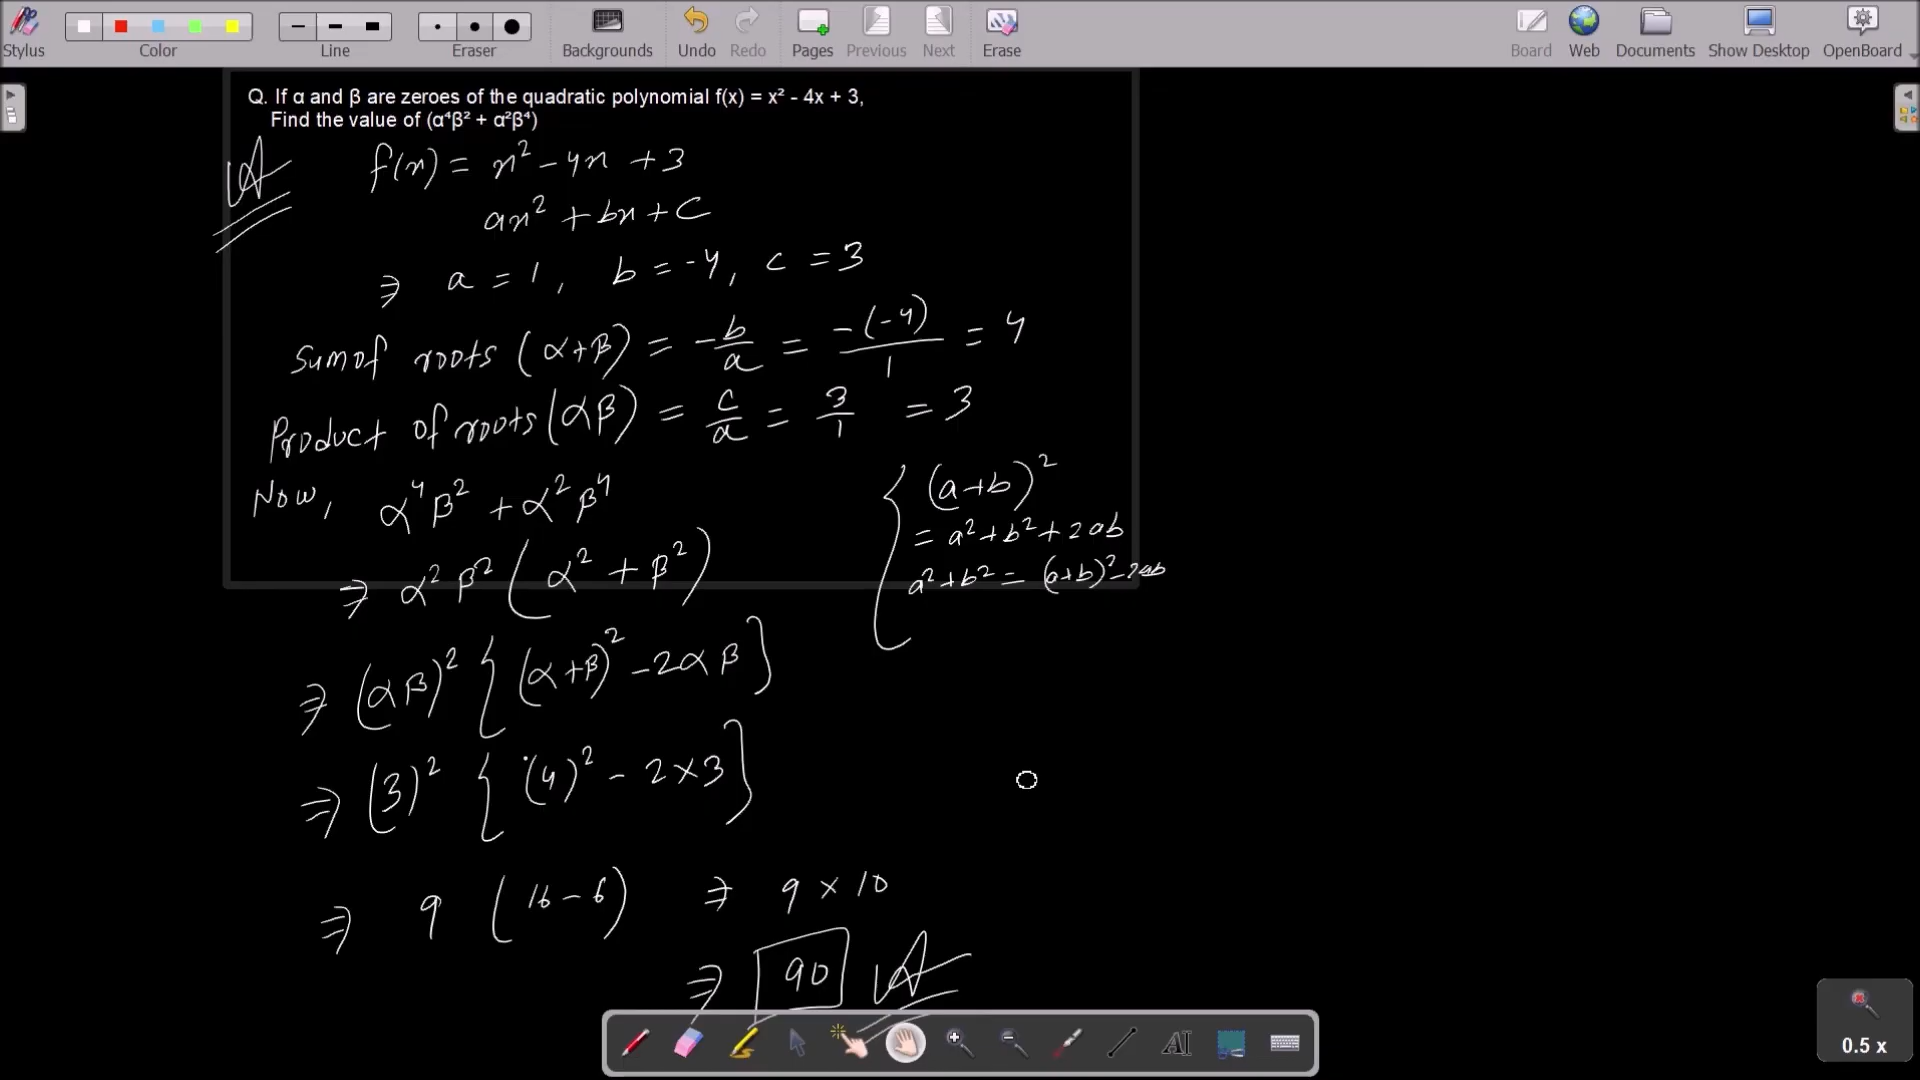 Stylus Color Line Eraser Backgrounds Undo Redo Pages Previous Next Erase Board Web Documents Show Desktop OpenBoard
Q. If α and β are zeroes of the quadratic polynomial f(x) = x² - 4x + 3,
Find the value of (α⁴β² + α²β⁴)
f(x) = x² - 4x + 3
ax² + bx + c
⇒ a = 1, b = -4, c = 3
Sum of roots (α+β) = -b/a = -(-4)/1 = 4
Product of roots (αβ) = c/a = 3/1 = 3
Now, α⁴β² + α²β⁴
⇒ α²β² (α² + β²)
{ (a+b)²
= a² + b² + 2ab
a² + b² = (a+b)² - 2ab
⇒ (αβ)² {(α+β)² - 2αβ}
⇒ (3)² {(4)² - 2×3}
⇒ 9 (16 - 6) ⇒ 9 × 10
⇒ 90
AI
0.5 x